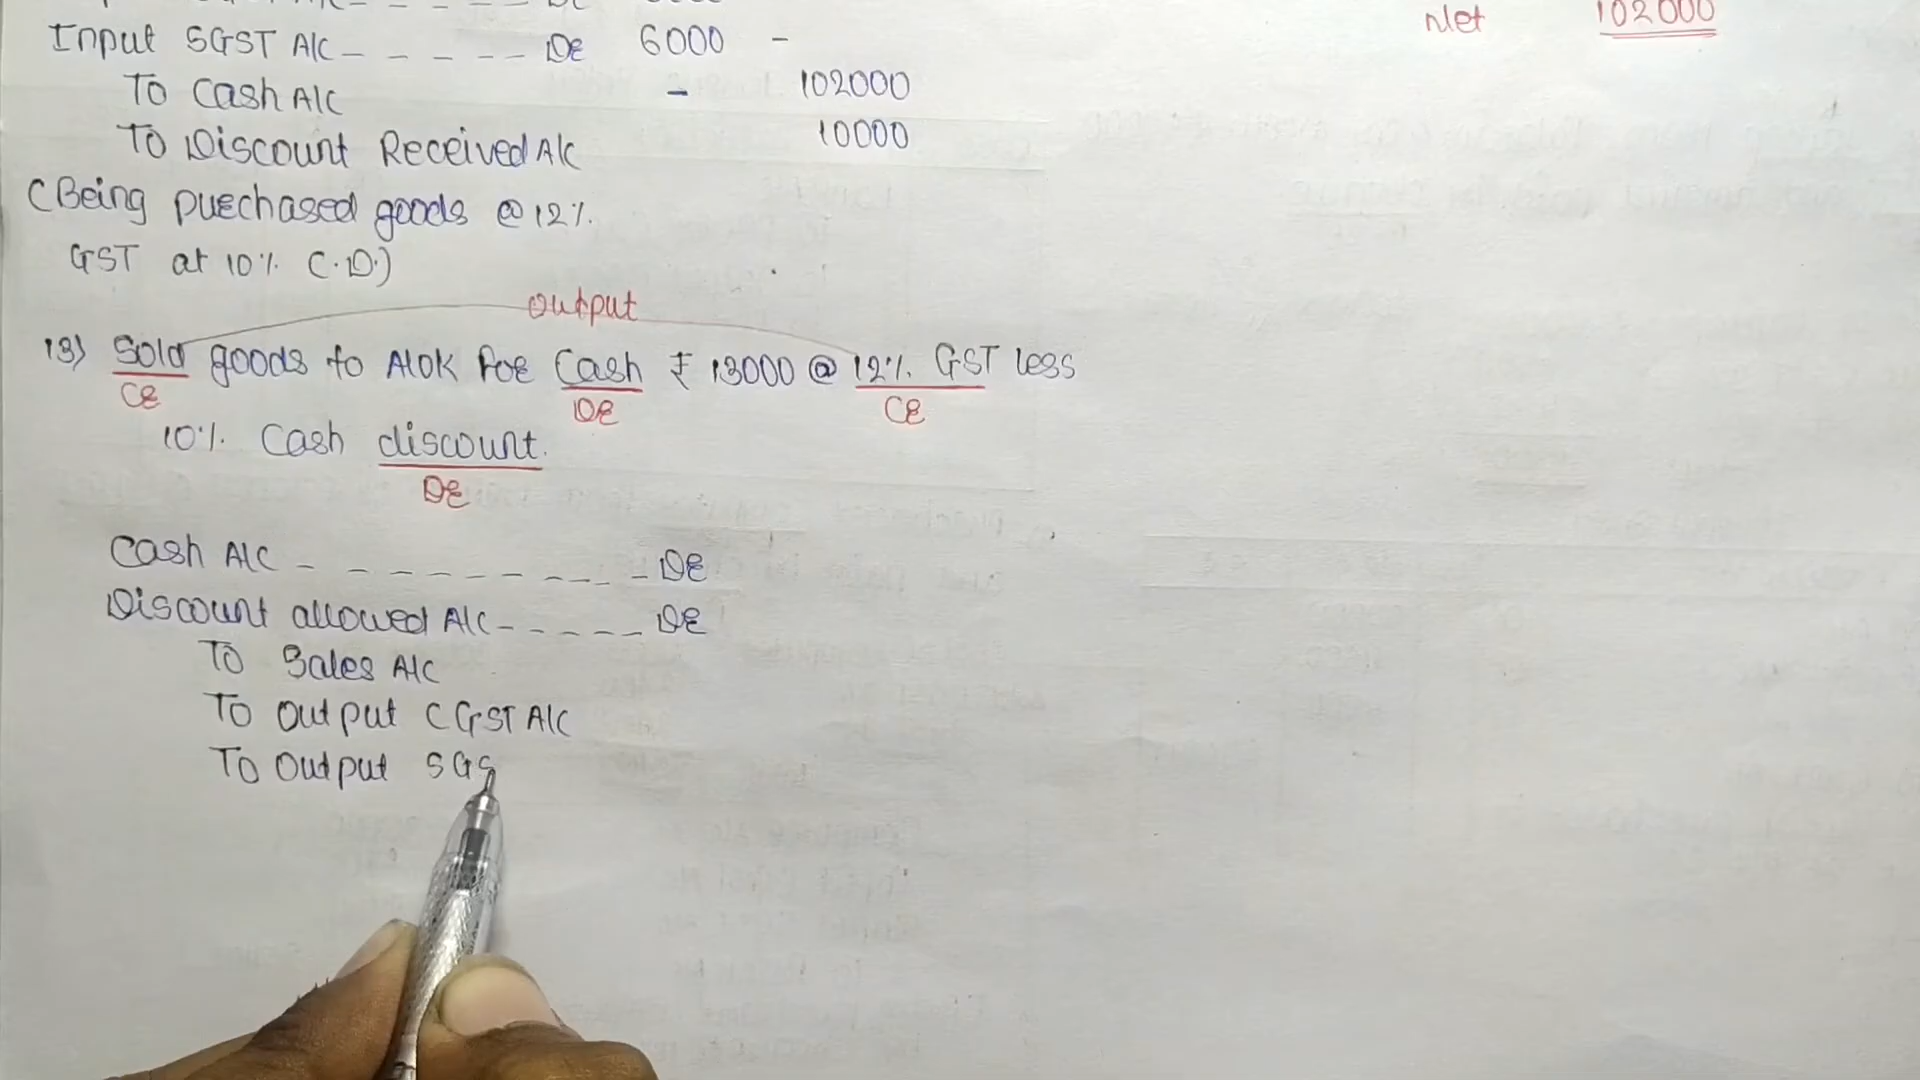 Input SGST A/C - - - - - Dr 6000 -
To Cash A/C - 102000
To Discount Received A/C 10000
(Being purchased goods @ 12%.
GST at 10%. C.D.)
Net 102000
Output
13) Sold goods to Alok for Cash ₹ 13000 @ 12%. GST less
Cr Dr Cr
10%. Cash discount.
Dr
Cash A/C - - - - - - - - - - Dr
Discount allowed A/C - - - - - Dr
To Sales A/C
To Output CGST A/C
To Output SGS